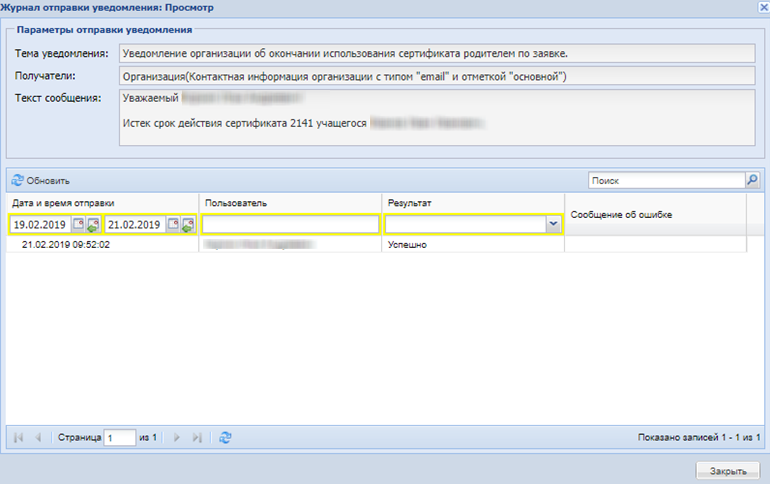 Журнал отправки уведомления: Просмотр
Параметры отправки уведомления
Тема уведомления: Уведомление организации об окончании использования сертификата родителем по заявке.
Получатели: Организация(Контактная информация организации с типом "email" и отметкой "основной")
Текст сообщения: Уважаемый
Истек срок действия сертификата 2141 учащегося
Обновить Поиск
Дата и время отправки Пользователь Результат Сообщение об ошибке
19.02.2019 21.02.2019
21.02.2019 09:52:02 Успешно
Страница 1 из 1 Показано записей 1 - 1 из 1
Закрыть